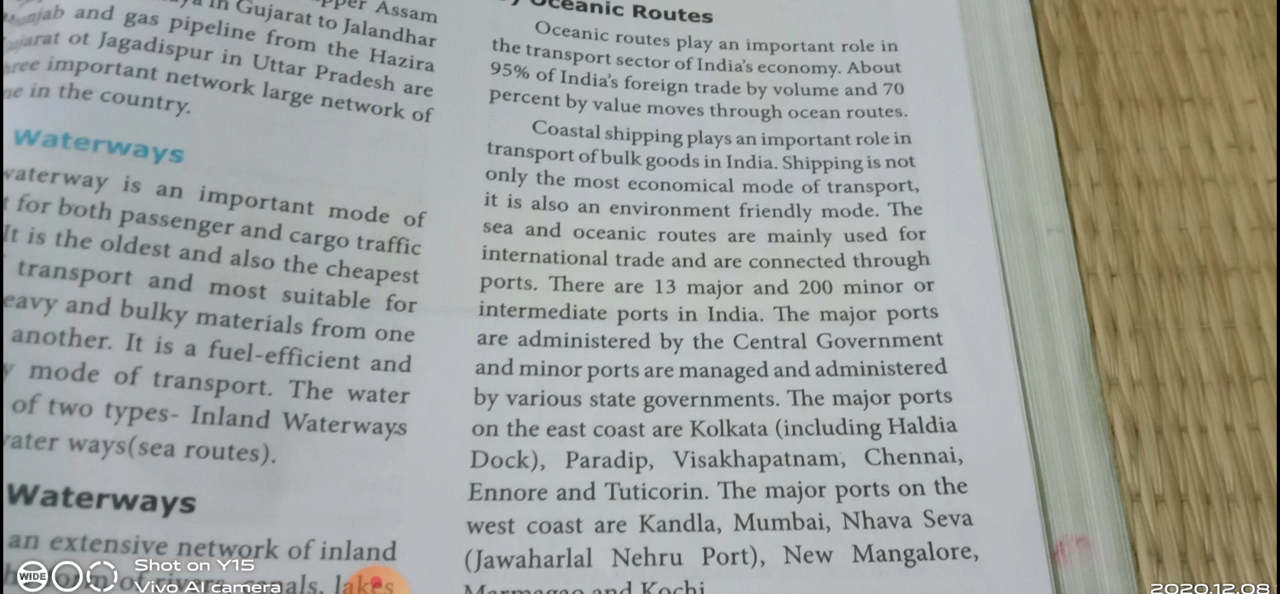 pper Assam
in Gujarat to Jalandhar
and gas pipeline from the Hazira
ot Jagadispur in Uttar Pradesh are
important network large network of
in the country.
Waterways
waterway is an important mode of
for both passenger and cargo traffic
It is the oldest and also the cheapest
transport and most suitable for
eavy and bulky materials from one
another. It is a fuel-efficient and
mode of transport. The water
of two types- Inland Waterways
ways(sea routes).
Waterways
an extensive network of inland
canals, lakes
Oceanic Routes
Oceanic routes play an important role in
the transport sector of India's economy. About
95% of India's foreign trade by volume and 70
percent by value moves through ocean routes.
Coastal shipping plays an important role in
transport of bulk goods in India. Shipping is not
only the most economical mode of transport,
it is also an environment friendly mode. The
sea and oceanic routes are mainly used for
international trade and are connected through
ports. There are 13 major and 200 minor or
intermediate ports in India. The major ports
are administered by the Central Government
and minor ports are managed and administered
by various state governments. The major ports
on the east coast are Kolkata (including Haldia
Dock), Paradip, Visakhapatnam, Chennai,
Ennore and Tuticorin. The major ports on the
west coast are Kandla, Mumbai, Nhava Seva
(Jawaharlal Nehru Port), New Mangalore,
and Kochi
WIDE
Shot on Y15
Vivo AI camera
2020.12.08